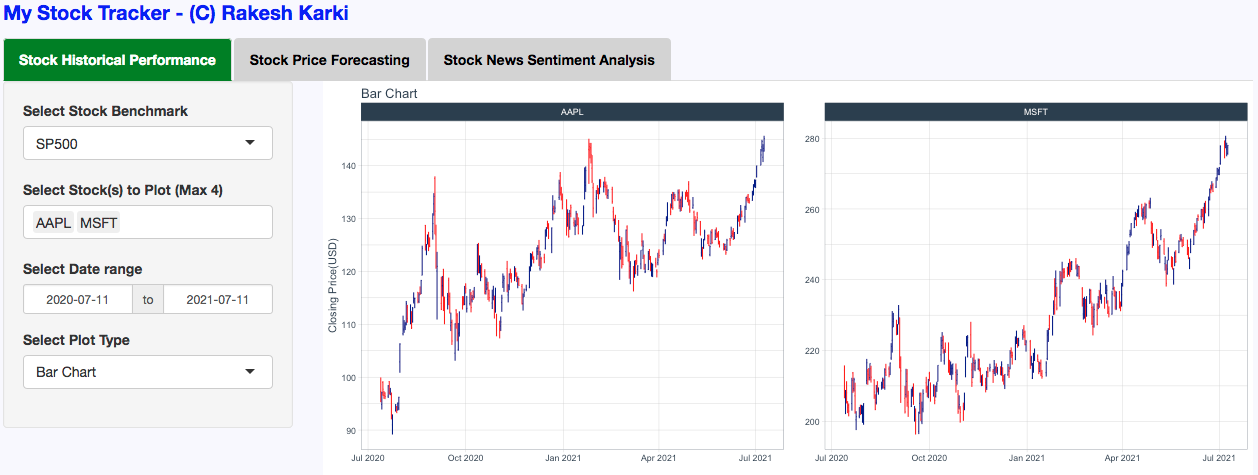 My Stock Tracker - (C) Rakesh Karki
Stock Historical Performance
Stock Price Forecasting
Stock News Sentiment Analysis
Select Stock Benchmark
SP500
Select Stock(s) to Plot (Max 4)
AAPL MSFT
Select Date range
2020-07-11 to 2021-07-11
Select Plot Type
Bar Chart
Bar Chart
AAPL
MSFT
Closing Price(USD)
140
130
120
110
100
90
Jul 2020 Oct 2020 Jan 2021 Apr 2021 Jul 2021
280
260
240
220
200
Jul 2020 Oct 2020 Jan 2021 Apr 2021 Jul 2021